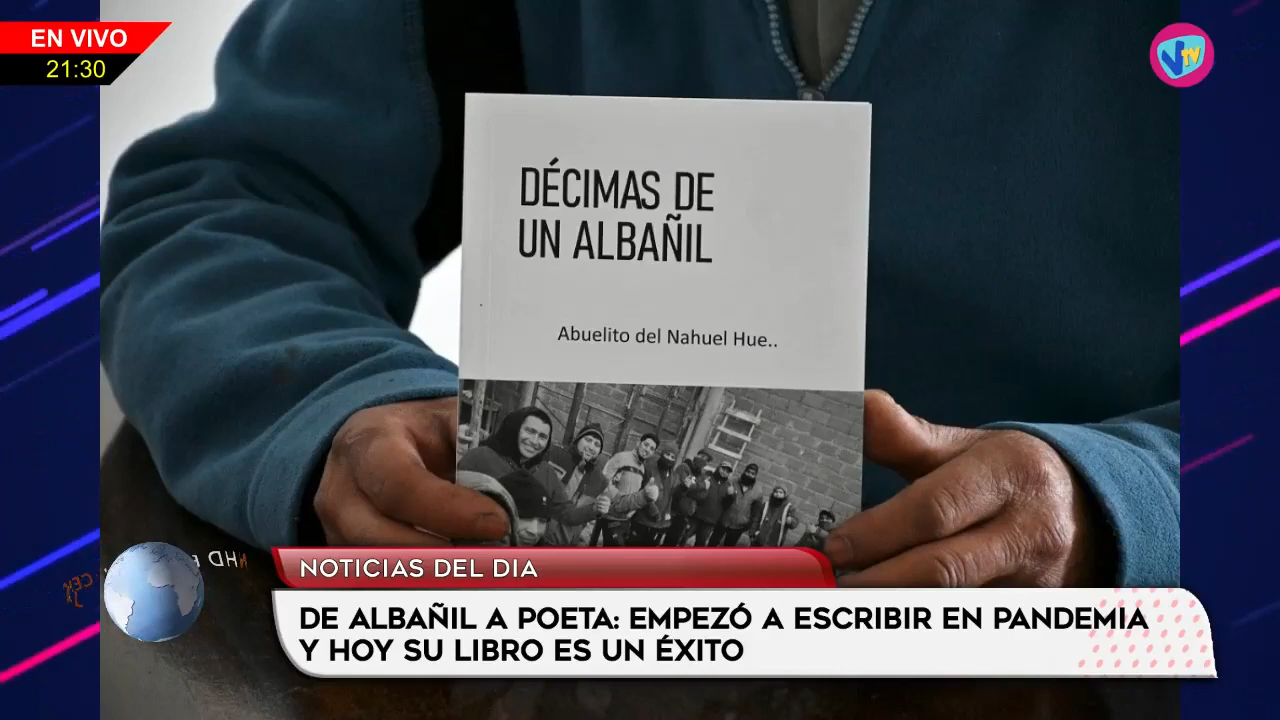 EN VIVO
21:30
VTV
DÉCIMAS DE
UN ALBAÑIL
Abuelito del Nahuel Hue..
NOTICIAS DEL DIA
DE ALBAÑIL A POETA: EMPEZÓ A ESCRIBIR EN PANDEMIA
Y HOY SU LIBRO ES UN ÉXITO